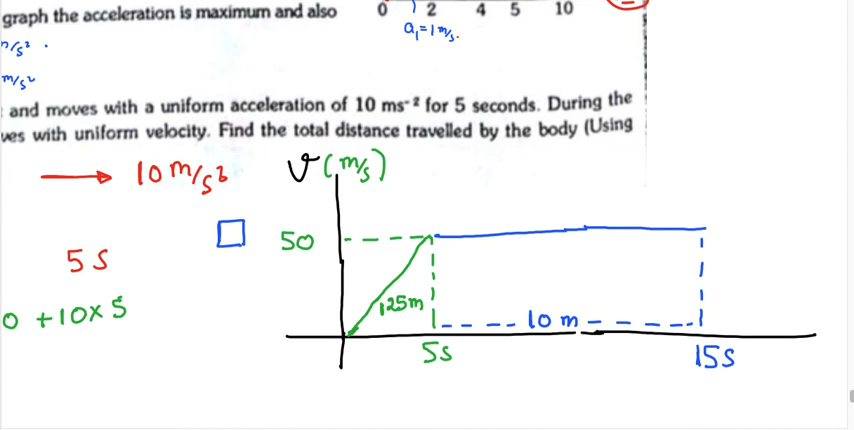 graph the acceleration is maximum and also
0 2 4 5 10
a₁=1m/s.
m/s² .
m/s²
and moves with a uniform acceleration of 10 ms⁻² for 5 seconds. During the
ves with uniform velocity. Find the total distance travelled by the body (Using
→ 10 m/s²
v (m/s)
50
5 s
125m
0 + 10 × 5
10 m
5s
15s